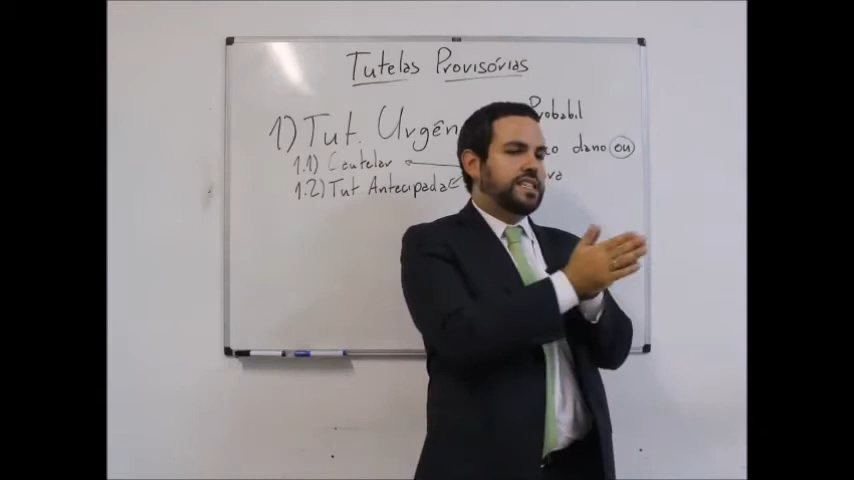 Tutelas Provisórias
1) Tut. Urgên Probabil
dano ou
1.1) Cautelar
1.2) Tut Antecipada